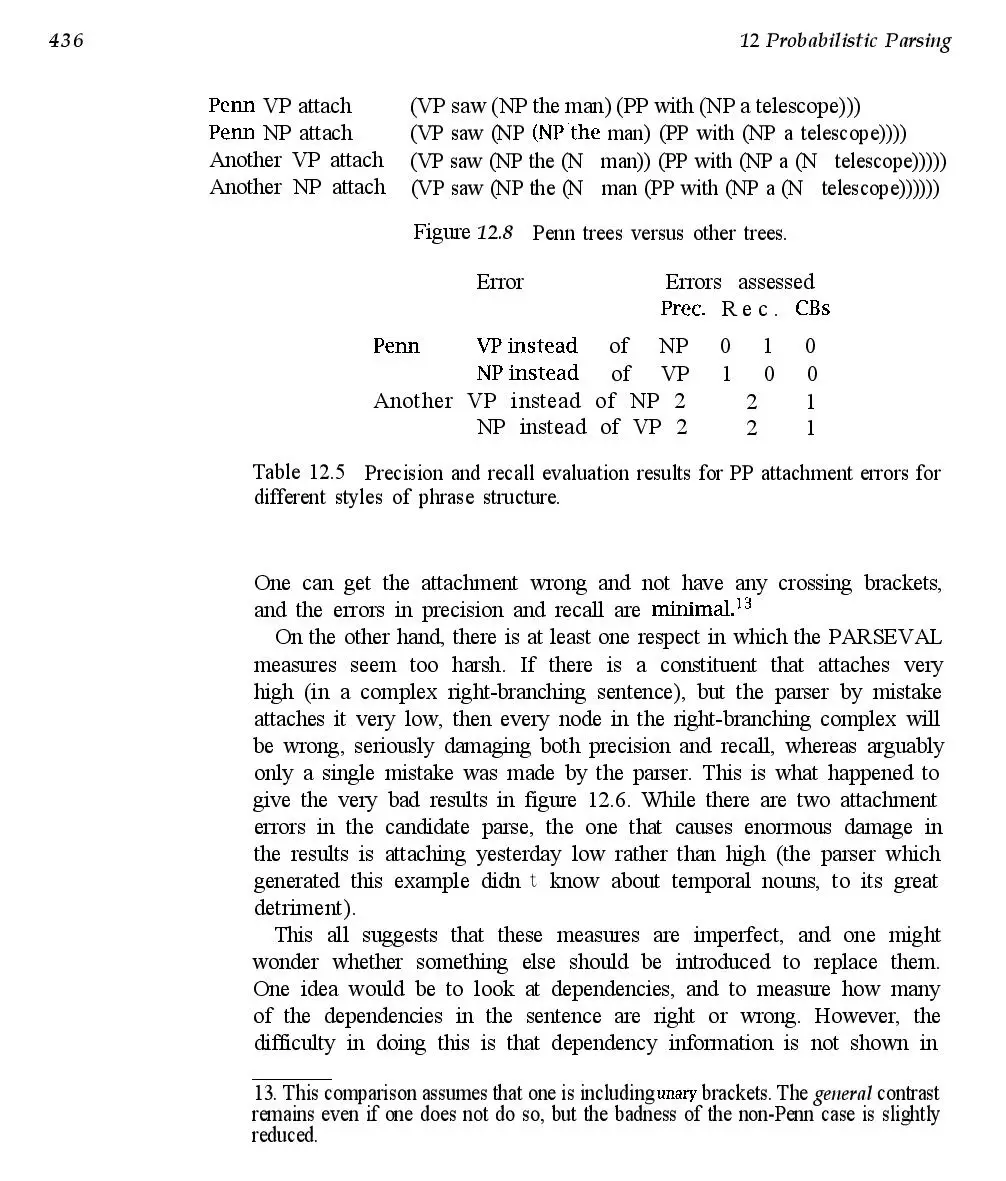 436 12 Probabilistic Parsing
Penn VP attach (VP saw (NP the man) (PP with (NP a telescope)))
Penn NP attach (VP saw (NP (NP the man) (PP with (NP a telescope))))
Another VP attach (VP saw (NP the (N man)) (PP with (NP a (N telescope)))))
Another NP attach (VP saw (NP the (N man (PP with (NP a (N telescope))))))
Figure 12.8 Penn trees versus other trees.
Error Errors assessed
Prec. Rec. CBs
Penn VP instead of NP 0 1 0
NP instead of VP 1 0 0
Another VP instead of NP 2 2 1
NP instead of VP 2 2 1
Table 12.5 Precision and recall evaluation results for PP attachment errors for
different styles of phrase structure.
One can get the attachment wrong and not have any crossing brackets,
and the errors in precision and recall are minimal.13
On the other hand, there is at least one respect in which the PARSEVAL
measures seem too harsh. If there is a constituent that attaches very
high (in a complex right-branching sentence), but the parser by mistake
attaches it very low, then every node in the right-branching complex will
be wrong, seriously damaging both precision and recall, whereas arguably
only a single mistake was made by the parser. This is what happened to
give the very bad results in figure 12.6. While there are two attachment
errors in the candidate parse, the one that causes enormous damage in
the results is attaching yesterday low rather than high (the parser which
generated this example didn t know about temporal nouns, to its great
detriment).
This all suggests that these measures are imperfect, and one might
wonder whether something else should be introduced to replace them.
One idea would be to look at dependencies, and to measure how many
of the dependencies in the sentence are right or wrong. However, the
difficulty in doing this is that dependency information is not shown in
13. This comparison assumes that one is including unary brackets. The general contrast
remains even if one does not do so, but the badness of the non-Penn case is slightly
reduced.